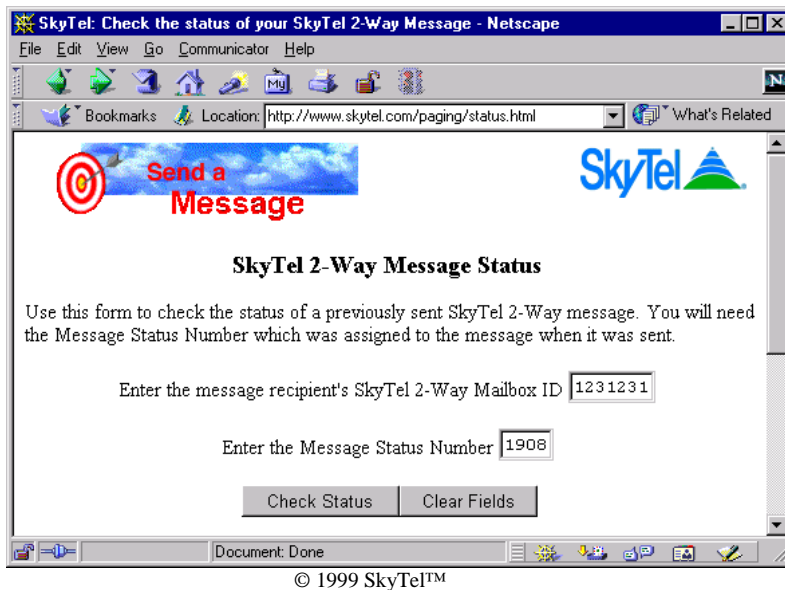 SkyTel: Check the status of your SkyTel 2-Way Message - Netscape
File Edit View Go Communicator Help
My
N
Bookmarks Location: http://www.skytel.com/paging/status.html What's Related
Send a
Message
SkyTel
SkyTel 2-Way Message Status
Use this form to check the status of a previously sent SkyTel 2-Way message. You will need
the Message Status Number which was assigned to the message when it was sent.
Enter the message recipient's SkyTel 2-Way Mailbox ID 1231231
Enter the Message Status Number 1908
Check Status Clear Fields
Document: Done
© 1999 SkyTel™